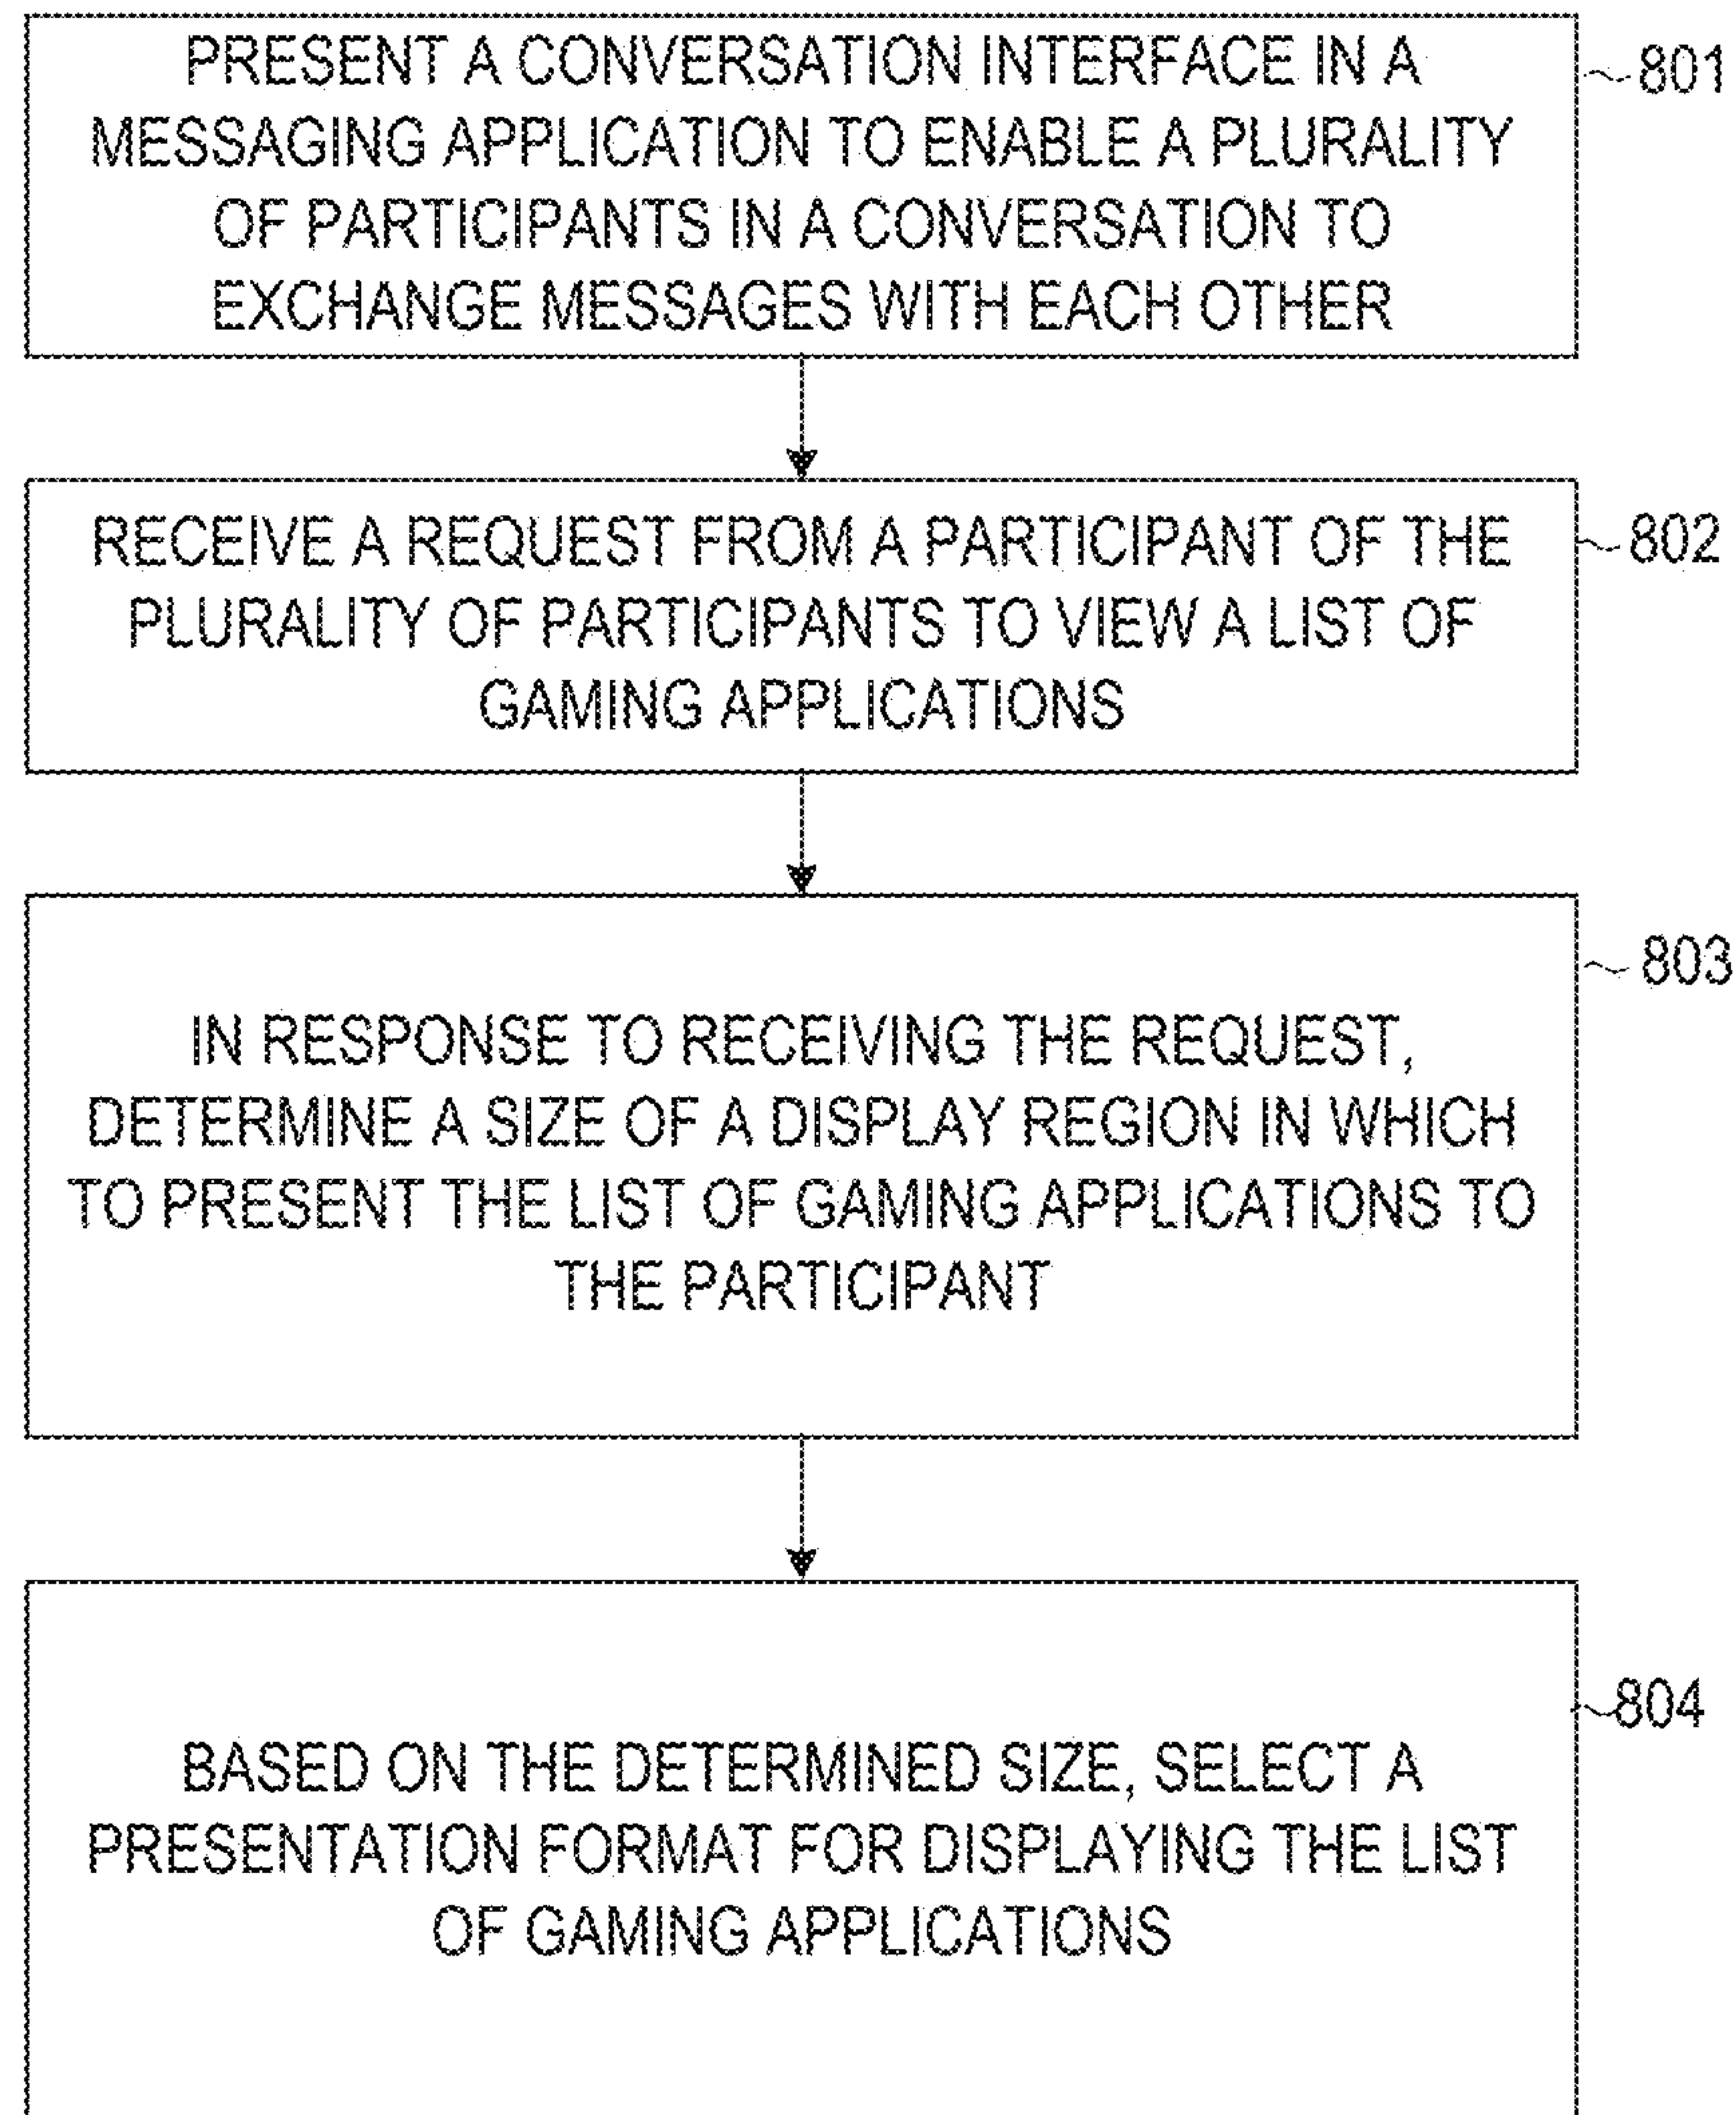 PRESENT A CONVERSATION INTERFACE IN A
MESSAGING APPLICATION TO ENABLE A PLURALITY
OF PARTICIPANTS IN A CONVERSATION TO
EXCHANGE MESSAGES WITH EACH OTHER
801
RECEIVE A REQUEST FROM A PARTICIPANT OF THE
PLURALITY OF PARTICIPANTS TO VIEW A LIST OF
GAMING APPLICATIONS
802
IN RESPONSE TO RECEIVING THE REQUEST,
DETERMINE A SIZE OF A DISPLAY REGION IN WHICH
TO PRESENT THE LIST OF GAMING APPLICATIONS TO
THE PARTICIPANT
803
BASED ON THE DETERMINED SIZE, SELECT A
PRESENTATION FORMAT FOR DISPLAYING THE LIST
OF GAMING APPLICATIONS
804